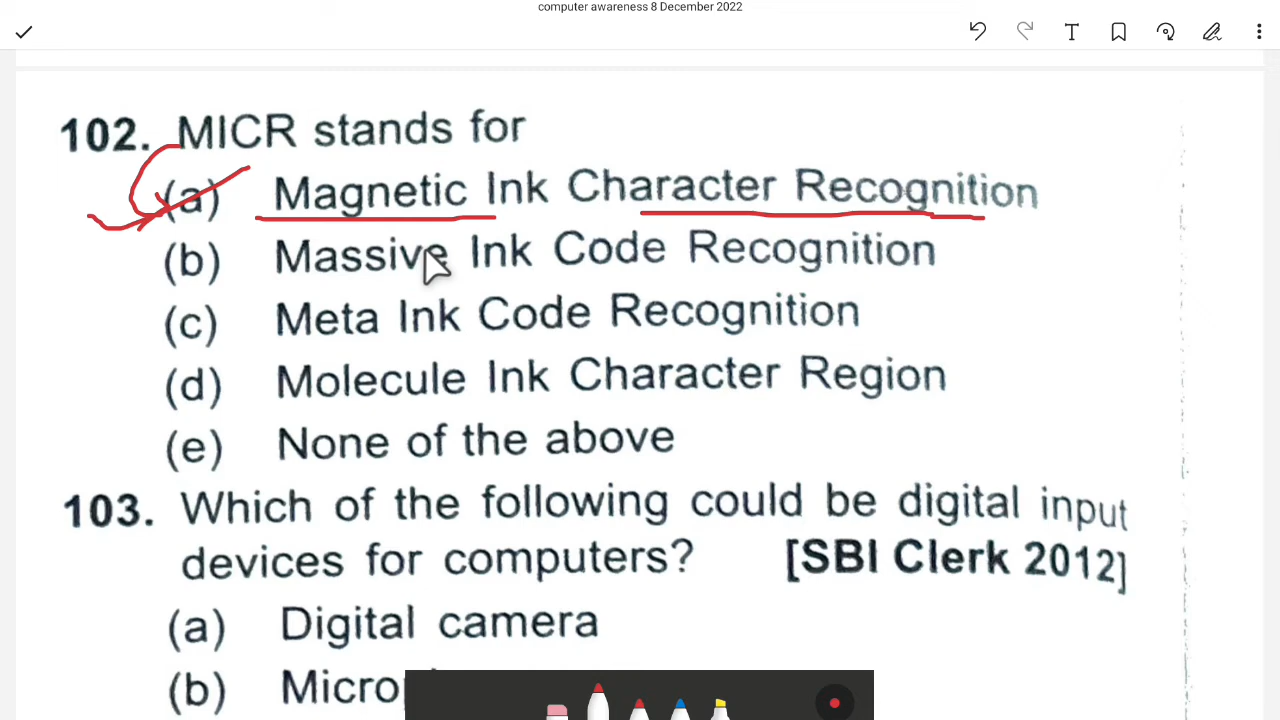 computer awareness 8 December 2022
102. MICR stands for
(a) Magnetic Ink Character Recognition
(b) Massive Ink Code Recognition
(c) Meta Ink Code Recognition
(d) Molecule Ink Character Region
(e) None of the above
103. Which of the following could be digital input
devices for computers? [SBI Clerk 2012]
(a) Digital camera
(b)